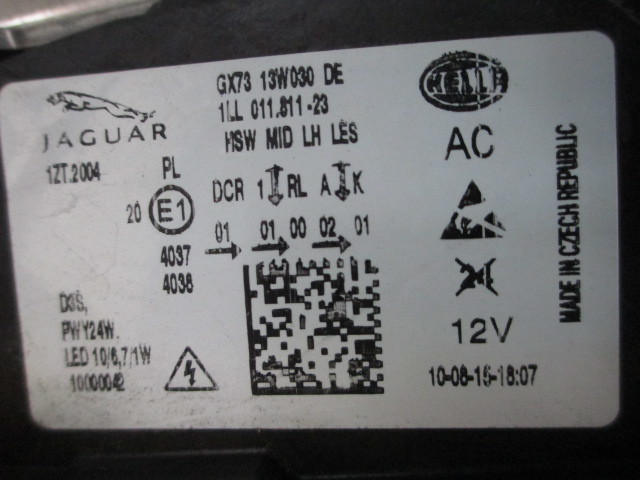 JAGUAR
GX73 13W030 DE
1LL 011.811-23
HSW MID LH LES
HELLA
AC
1ZT.2004
PL
20 E1
4037
4038
DCR 1 RL A K
01 01 00 02 01
D3S,
PWY24W
LED 10/6,7/1W
10000042
12V
10-06-15-18:07
MADE IN CZECH REPUBLIC